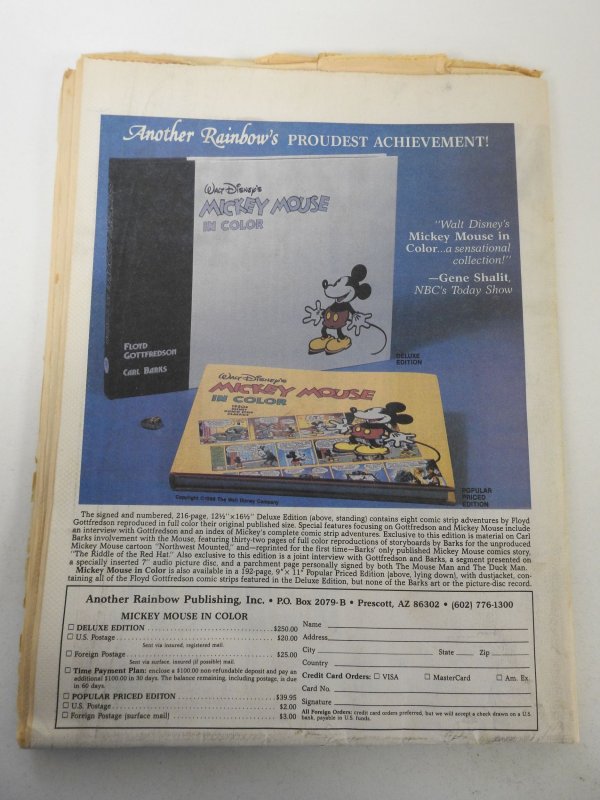 Another Rainbow's PROUDEST ACHIEVEMENT!
WALT DISNEY'S
MICKEY MOUSE
IN COLOR
"Walt Disney's
Mickey Mouse in
Color...a sensational
collection!"
—Gene Shalit,
NBC's Today Show
FLOYD
GOTTFREDSON
CARL BARKS
DELUXE
EDITION
WALT DISNEY'S
MICKEY MOUSE
IN COLOR
POPULAR
PRICED
EDITION
Copyright ©1988 The Walt Disney Company
The signed and numbered, 216-page, 12½"×16½" Deluxe Edition (above, standing) contains eight comic strip adventures by Floyd
Gottfredson reproduced in full color their original published size. Special features focusing on Gottfredson and Mickey Mouse include
an interview with Gottfredson and an index of Mickey's complete comic strip adventures. Exclusive to this edition is material on Carl
Barks involvement with the Mouse, featuring thirty-two pages of full color reproductions of storyboards by Barks for the unproduced
Mickey Mouse cartoon "Northwest Mounted," and—reprinted for the first time—Barks' only published Mickey Mouse comics story,
"The Riddle of the Red Hat." Also exclusive to this edition is a joint interview with Gottfredson and Barks, a segment presented on
a specially inserted 7" audio picture disc, and a parchment page personally signed by both The Mouse Man and The Duck Man.
Mickey Mouse in Color is also available in a 192-page, 9"× 11" Popular Priced Edition (above, lying down), with dustjacket, con-
taining all of the Floyd Gottfredson comic strips featured in the Deluxe Edition, but none of the Barks art or the picture-disc record.
Another Rainbow Publishing, Inc. • P.O. Box 2079-B • Prescott, AZ 86302 • (602) 776-1300
MICKEY MOUSE IN COLOR
☐ DELUXE EDITION $250.00
☐ U.S. Postage $20.00
Sent via insured, registered mail.
☐ Foreign Postage $25.00
Sent via surface, insured (if possible) mail.
☐ Time Payment Plan: enclose a $100.00 non-refundable deposit and pay an
additional $100.00 in 30 days. The balance remaining, including postage, is due
in 60 days.
☐ POPULAR PRICED EDITON $39.95
☐ U.S. Postage $2.00
☐ Foreign Postage (surface mail) $3.00
Name
Address
City State Zip
Country
Credit Card Orders: ☐ VISA ☐ MasterCard ☐ Am. Ex.
Card No.
Signature
All Foreign Orders: credit card orders preferred, but we will accept a check drawn on a U.S.
bank, payable in U.S. funds.